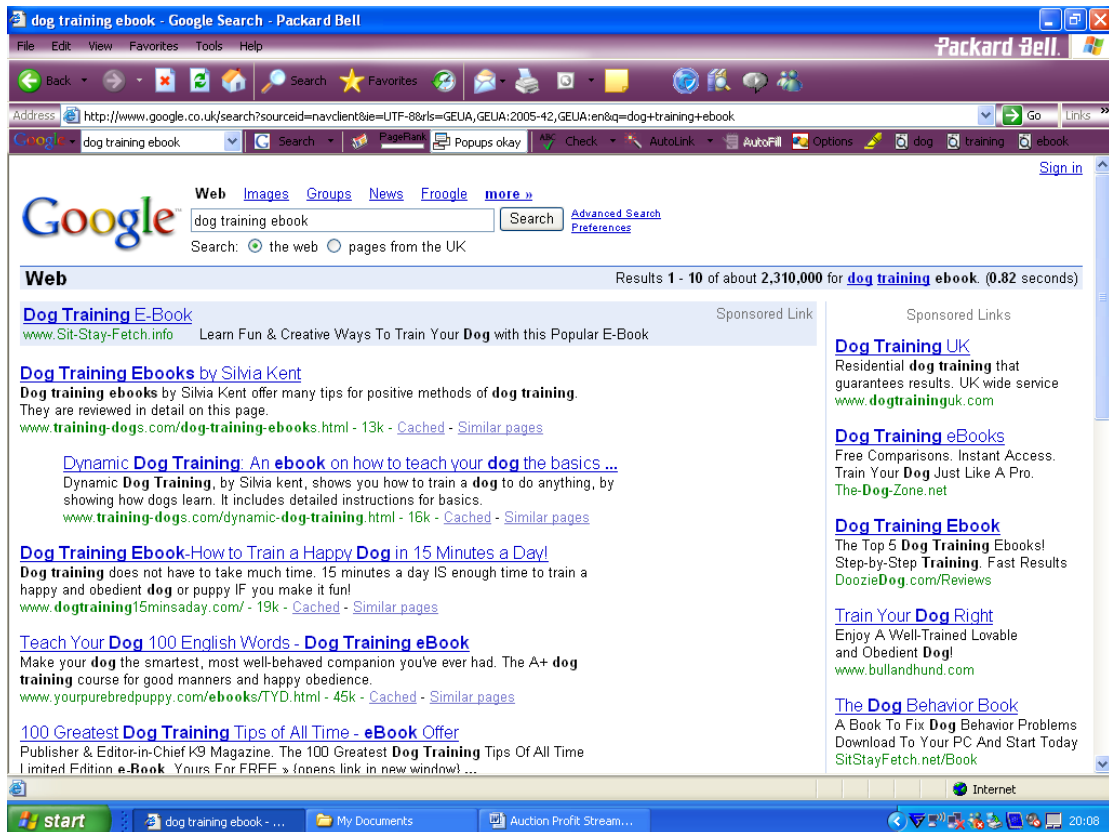 dog training ebook - Google Search - Packard Bell
File Edit View Favorites Tools Help
Packard Bell.
Back Search Favorites
Address http://www.google.co.uk/search?sourceid=navclient&ie=UTF-8&rls=GEUA,GEUA:2005-42,GEUA:en&q=dog+training+ebook Go Links »
Google dog training ebook G Search PageRank Popups okay ABC Check AutoLink AutoFill Options dog training ebook
Sign in
Web Images Groups News Froogle more »
Google™ dog training ebook Search Advanced Search
Preferences
Search: the web pages from the UK
Web Results 1 - 10 of about 2,310,000 for dog training ebook. (0.82 seconds)
Dog Training E-Book Sponsored Link
www.Sit-Stay-Fetch.info Learn Fun & Creative Ways To Train Your Dog with this Popular E-Book
Dog Training Ebooks by Silvia Kent
Dog training ebooks by Silvia Kent offer many tips for positive methods of dog training.
They are reviewed in detail on this page.
www.training-dogs.com/dog-training-ebooks.html - 13k - Cached - Similar pages
Dynamic Dog Training: An ebook on how to teach your dog the basics ...
Dynamic Dog Training, by Silvia kent, shows you how to train a dog to do anything, by
showing how dogs learn. It includes detailed instructions for basics.
www.training-dogs.com/dynamic-dog-training.html - 16k - Cached - Similar pages
Dog Training Ebook-How to Train a Happy Dog in 15 Minutes a Day!
Dog training does not have to take much time. 15 minutes a day IS enough time to train a
happy and obedient dog or puppy IF you make it fun!
www.dogtraining15minsaday.com/ - 19k - Cached - Similar pages
Teach Your Dog 100 English Words - Dog Training eBook
Make your dog the smartest, most well-behaved companion you've ever had. The A+ dog
training course for good manners and happy obedience.
www.yourpurebredpuppy.com/ebooks/TYD.html - 45k - Cached - Similar pages
100 Greatest Dog Training Tips of All Time - eBook Offer
Publisher & Editor-in-Chief K9 Magazine. The 100 Greatest Dog Training Tips Of All Time
Limited Edition e-Book. Yours For FREE » {opens link in new window} ...
Sponsored Links
Dog Training UK
Residential dog training that
guarantees results. UK wide service
www.dogtraininguk.com
Dog Training eBooks
Free Comparisons. Instant Access.
Train Your Dog Just Like A Pro.
The-Dog-Zone.net
Dog Training Ebook
The Top 5 Dog Training Ebooks!
Step-by-Step Training. Fast Results
DoozieDog.com/Reviews
Train Your Dog Right
Enjoy A Well-Trained Lovable
and Obedient Dog!
www.bullandhund.com
The Dog Behavior Book
A Book To Fix Dog Behavior Problems
Download To Your PC And Start Today
SitStayFetch.net/Book
Internet
start dog training ebook - ... My Documents Auction Profit Stream... 20:08